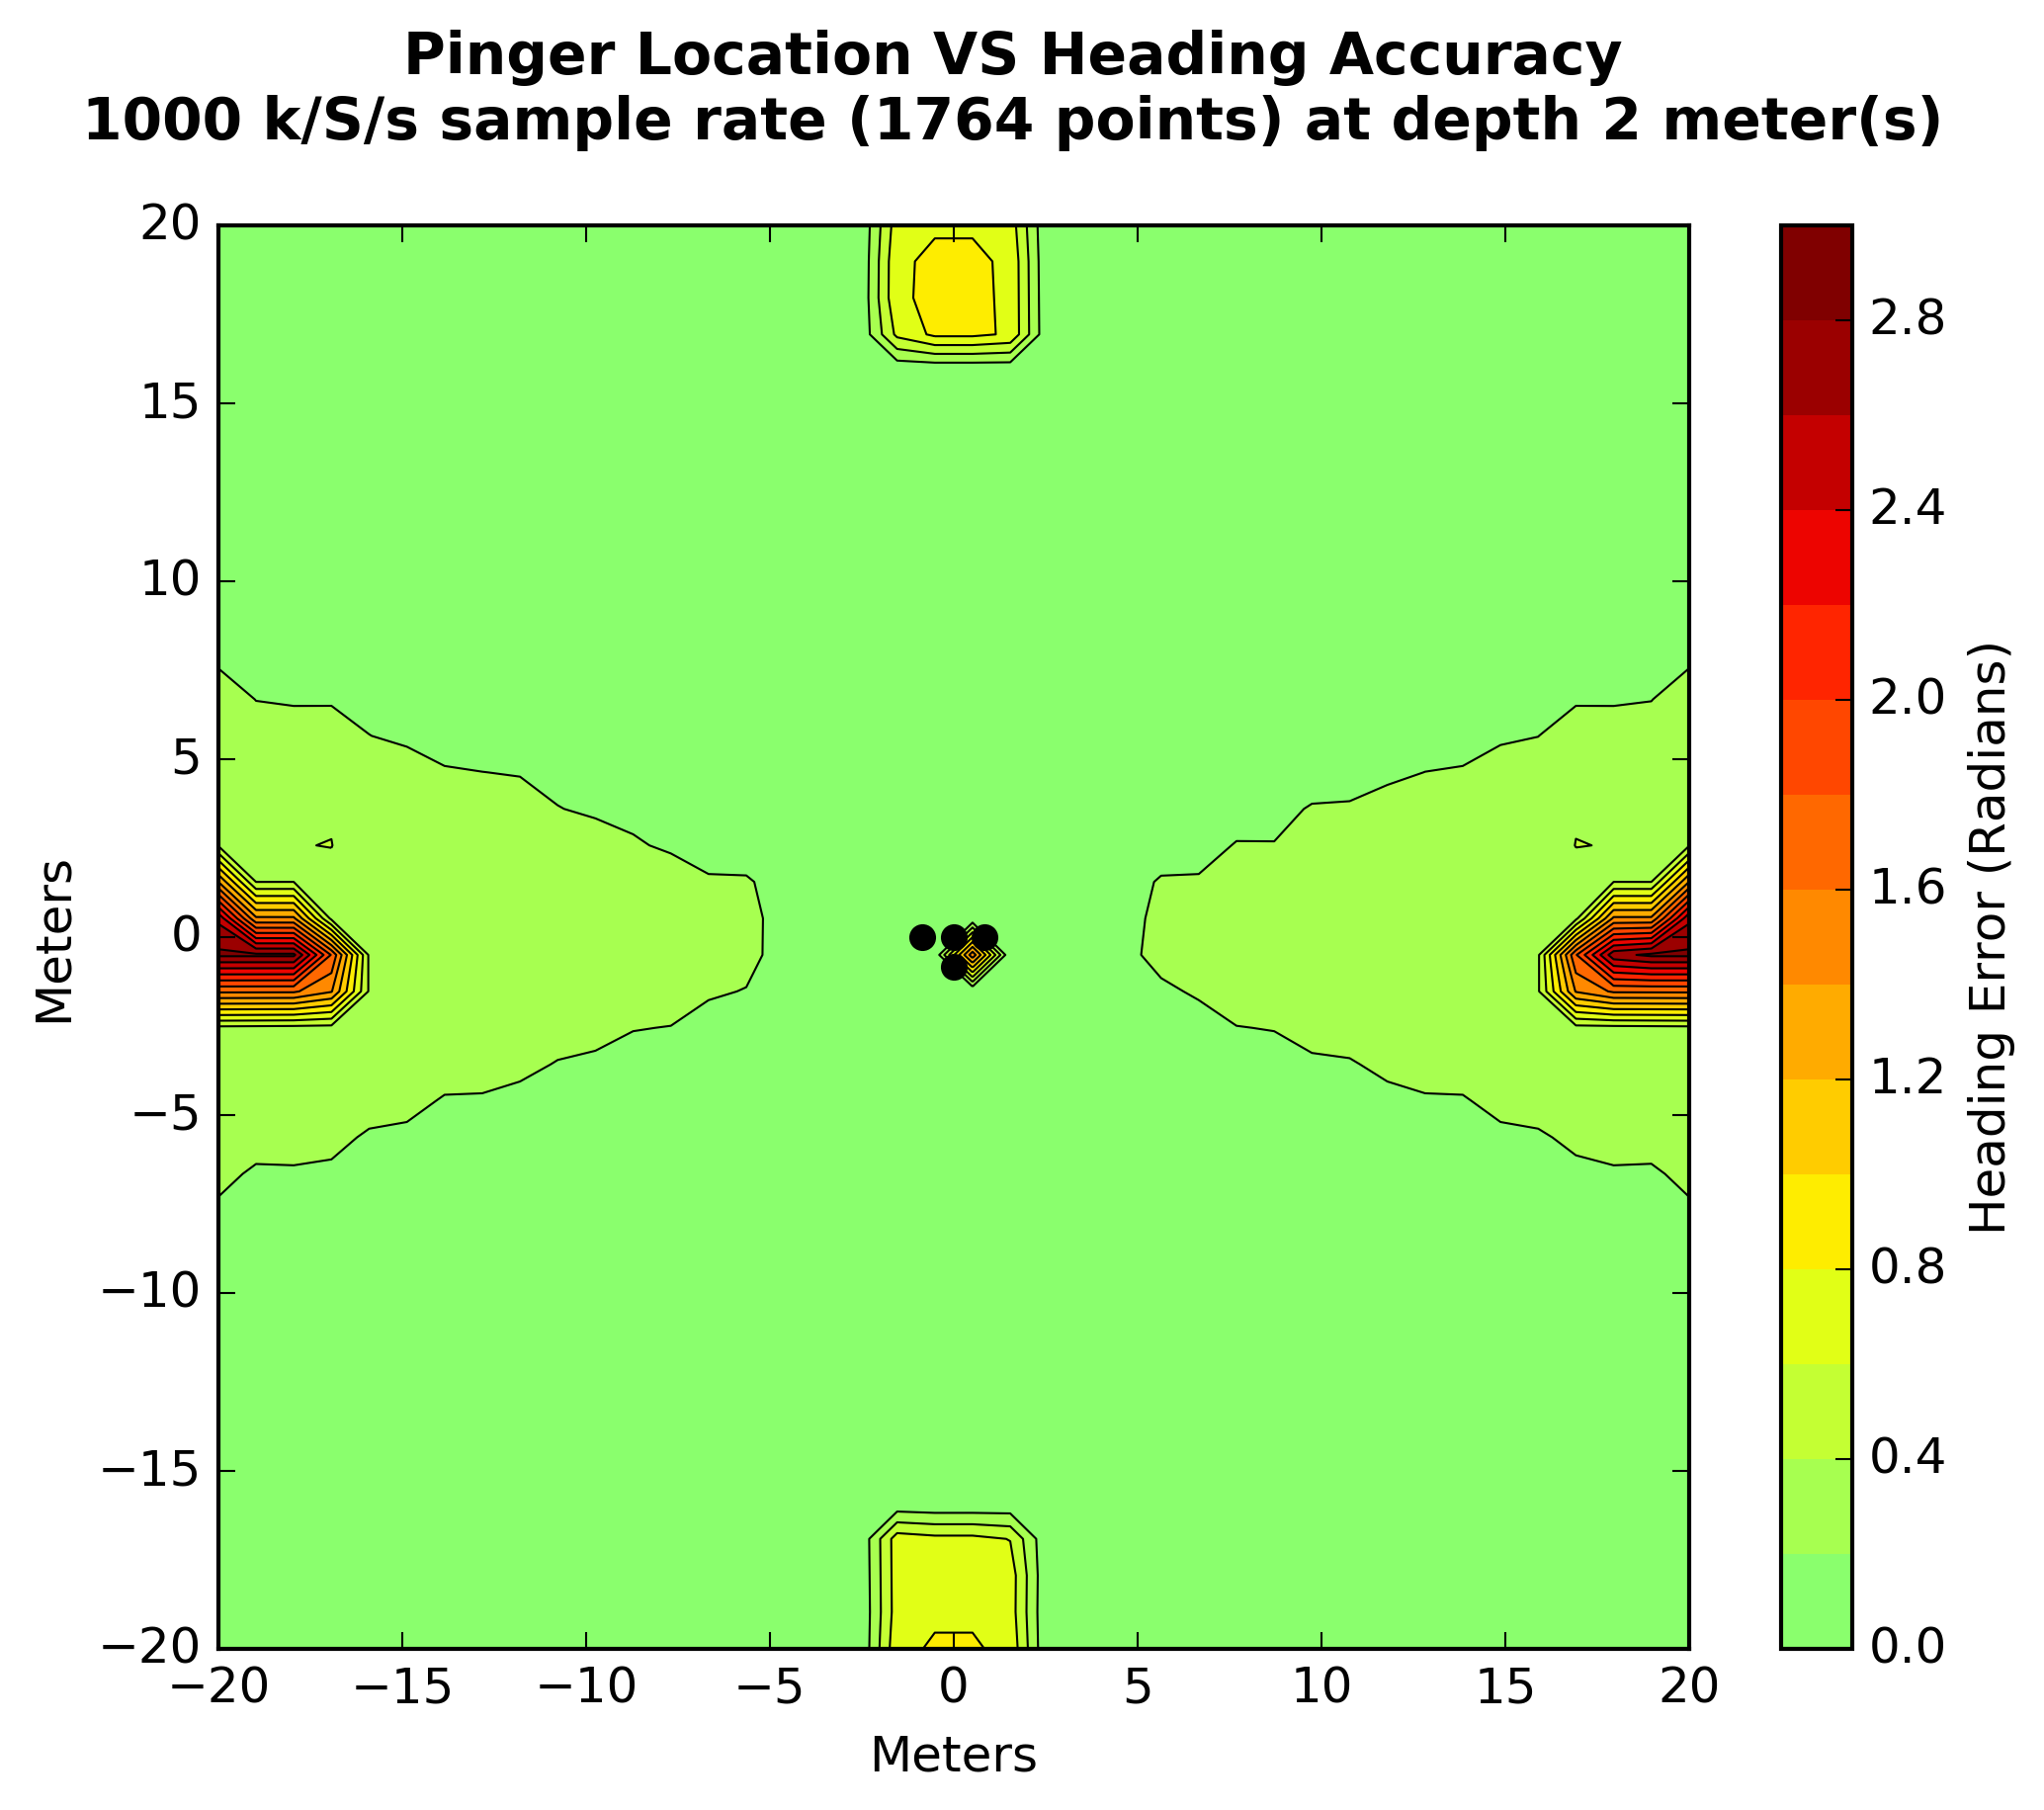 Pinger Location VS Heading Accuracy
1000 k/S/s sample rate (1764 points) at depth 2 meter(s)
20
15
10
5
0
−5
−10
−15
−20
Meters
−20 −15 −10 −5 0 5 10 15 20
Meters
2.8
2.4
2.0
1.6
1.2
0.8
0.4
0.0
Heading Error (Radians)